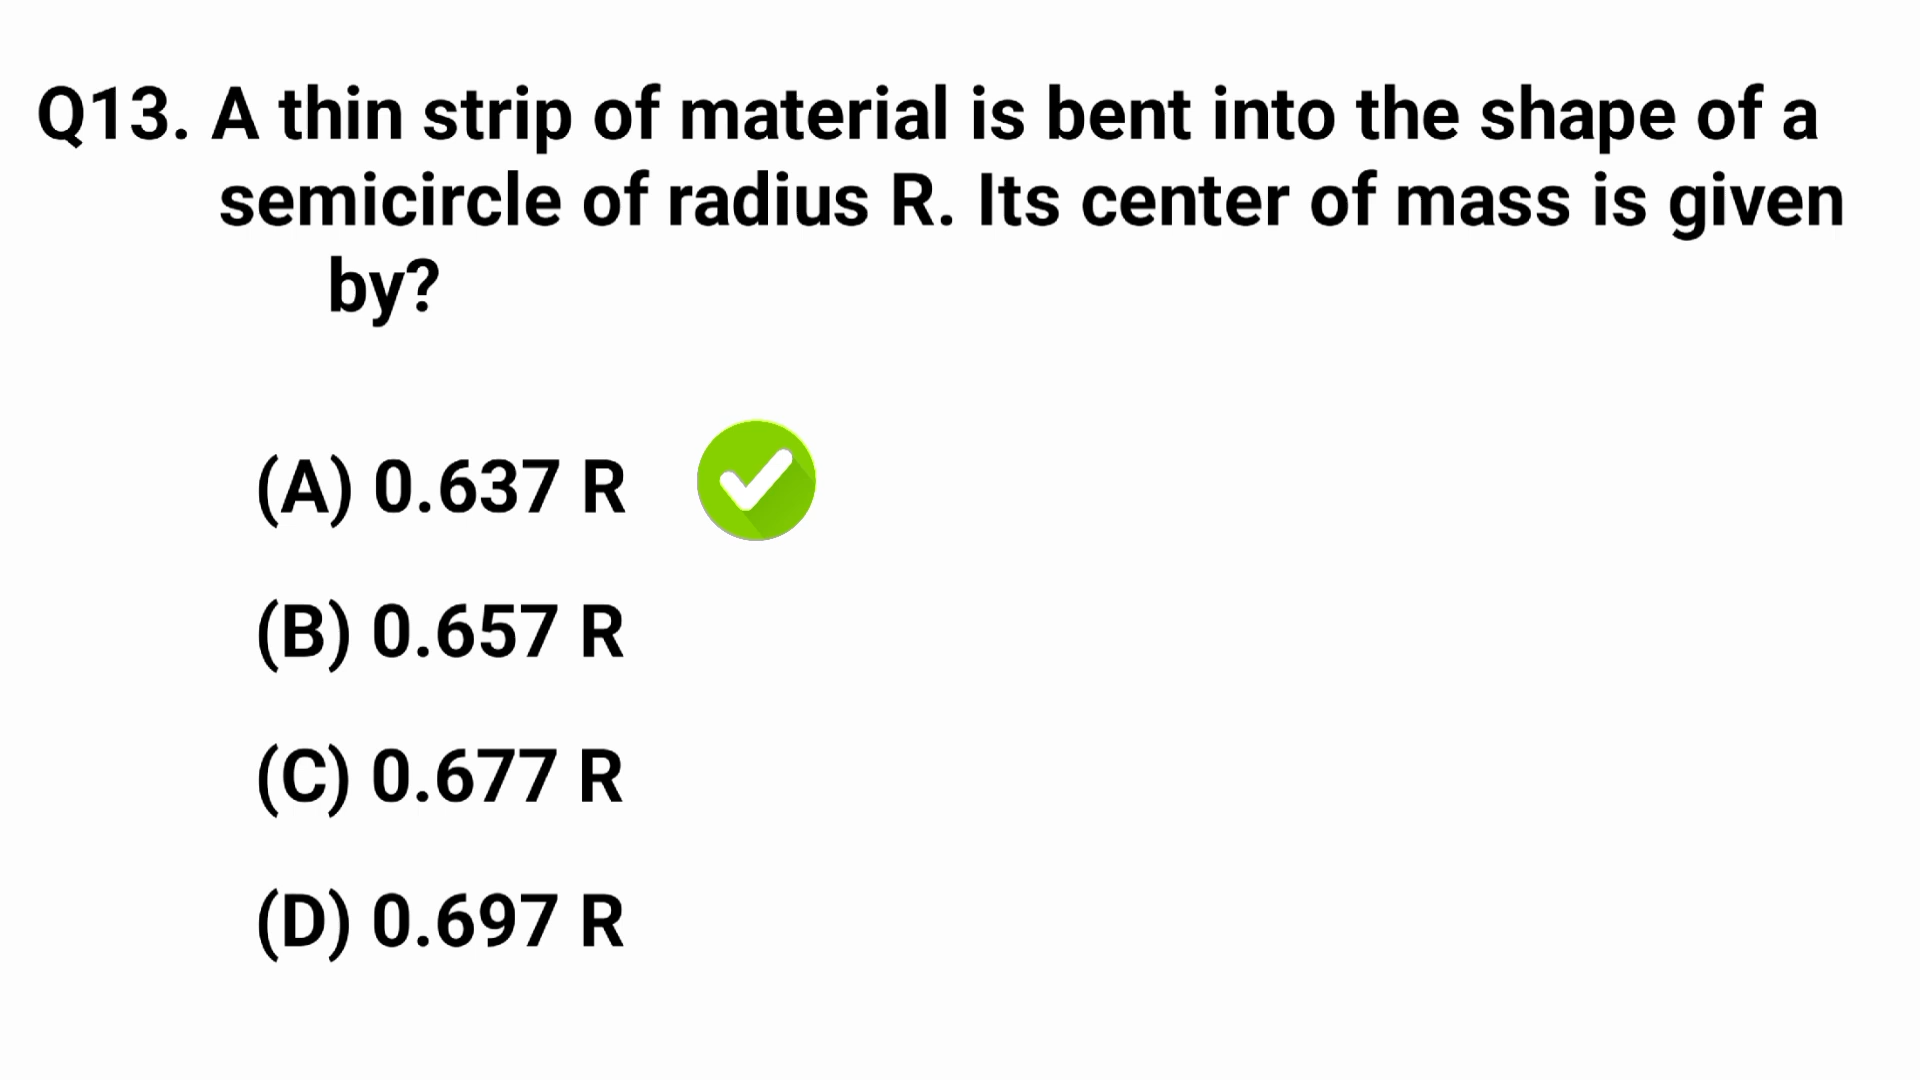 Q13. A thin strip of material is bent into the shape of a
semicircle of radius R. Its center of mass is given
by?
(A) 0.637 R
(B) 0.657 R
(C) 0.677 R
(D) 0.697 R